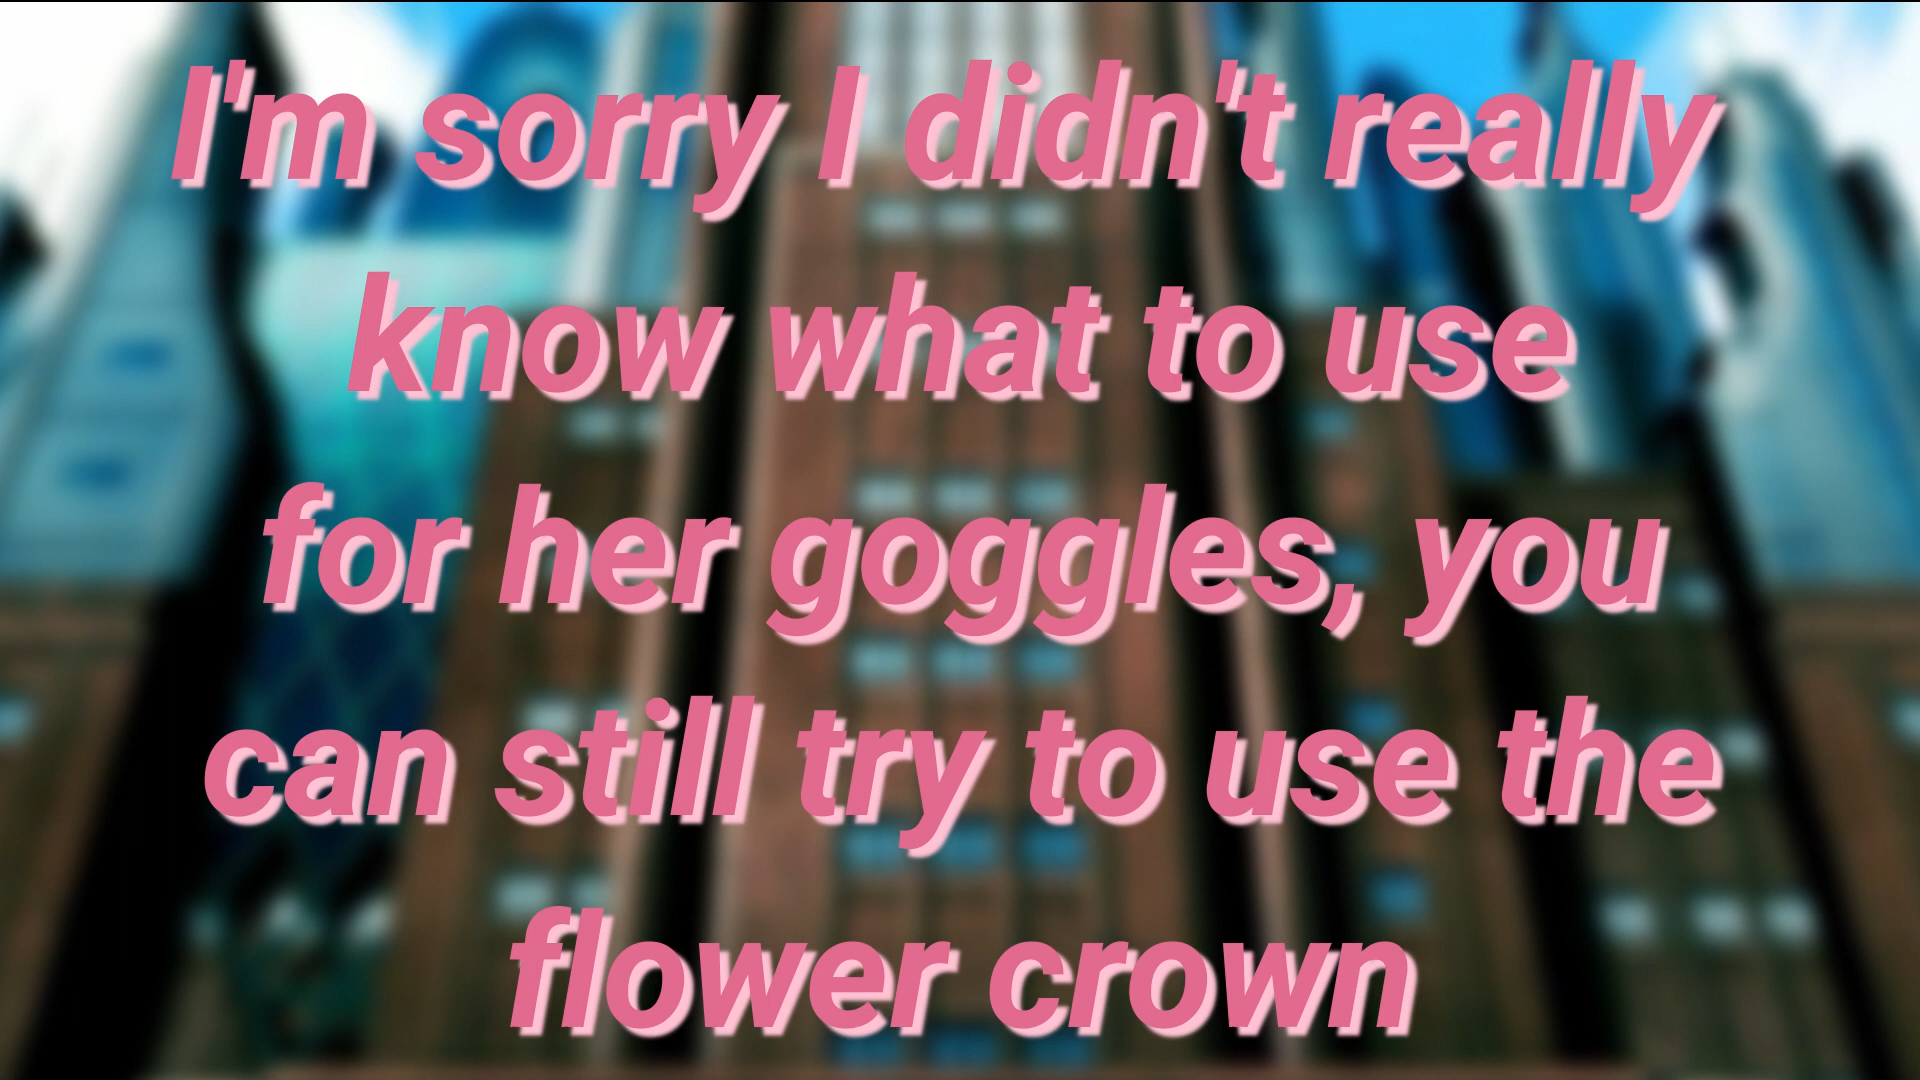 I'm sorry I didn't really
know what to use
for her goggles, you
can still try to use the
flower crown